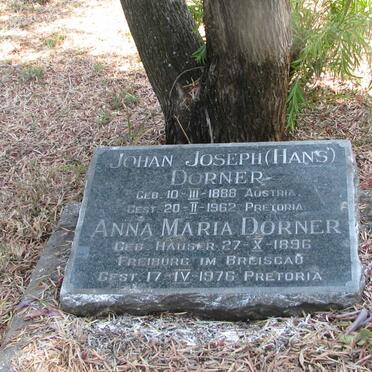 JOHAN JOSEPH (HANS)
DORNER
GEB. 10-III-1888 AUSTRIA
GEST. 20-II-1962 PRETORIA
ANNA MARIA DORNER
GEB. HÄUSER 27-X-1896
FREIBURG IM BREISGAU
GEST. 17-IV-1976 PRETORIA